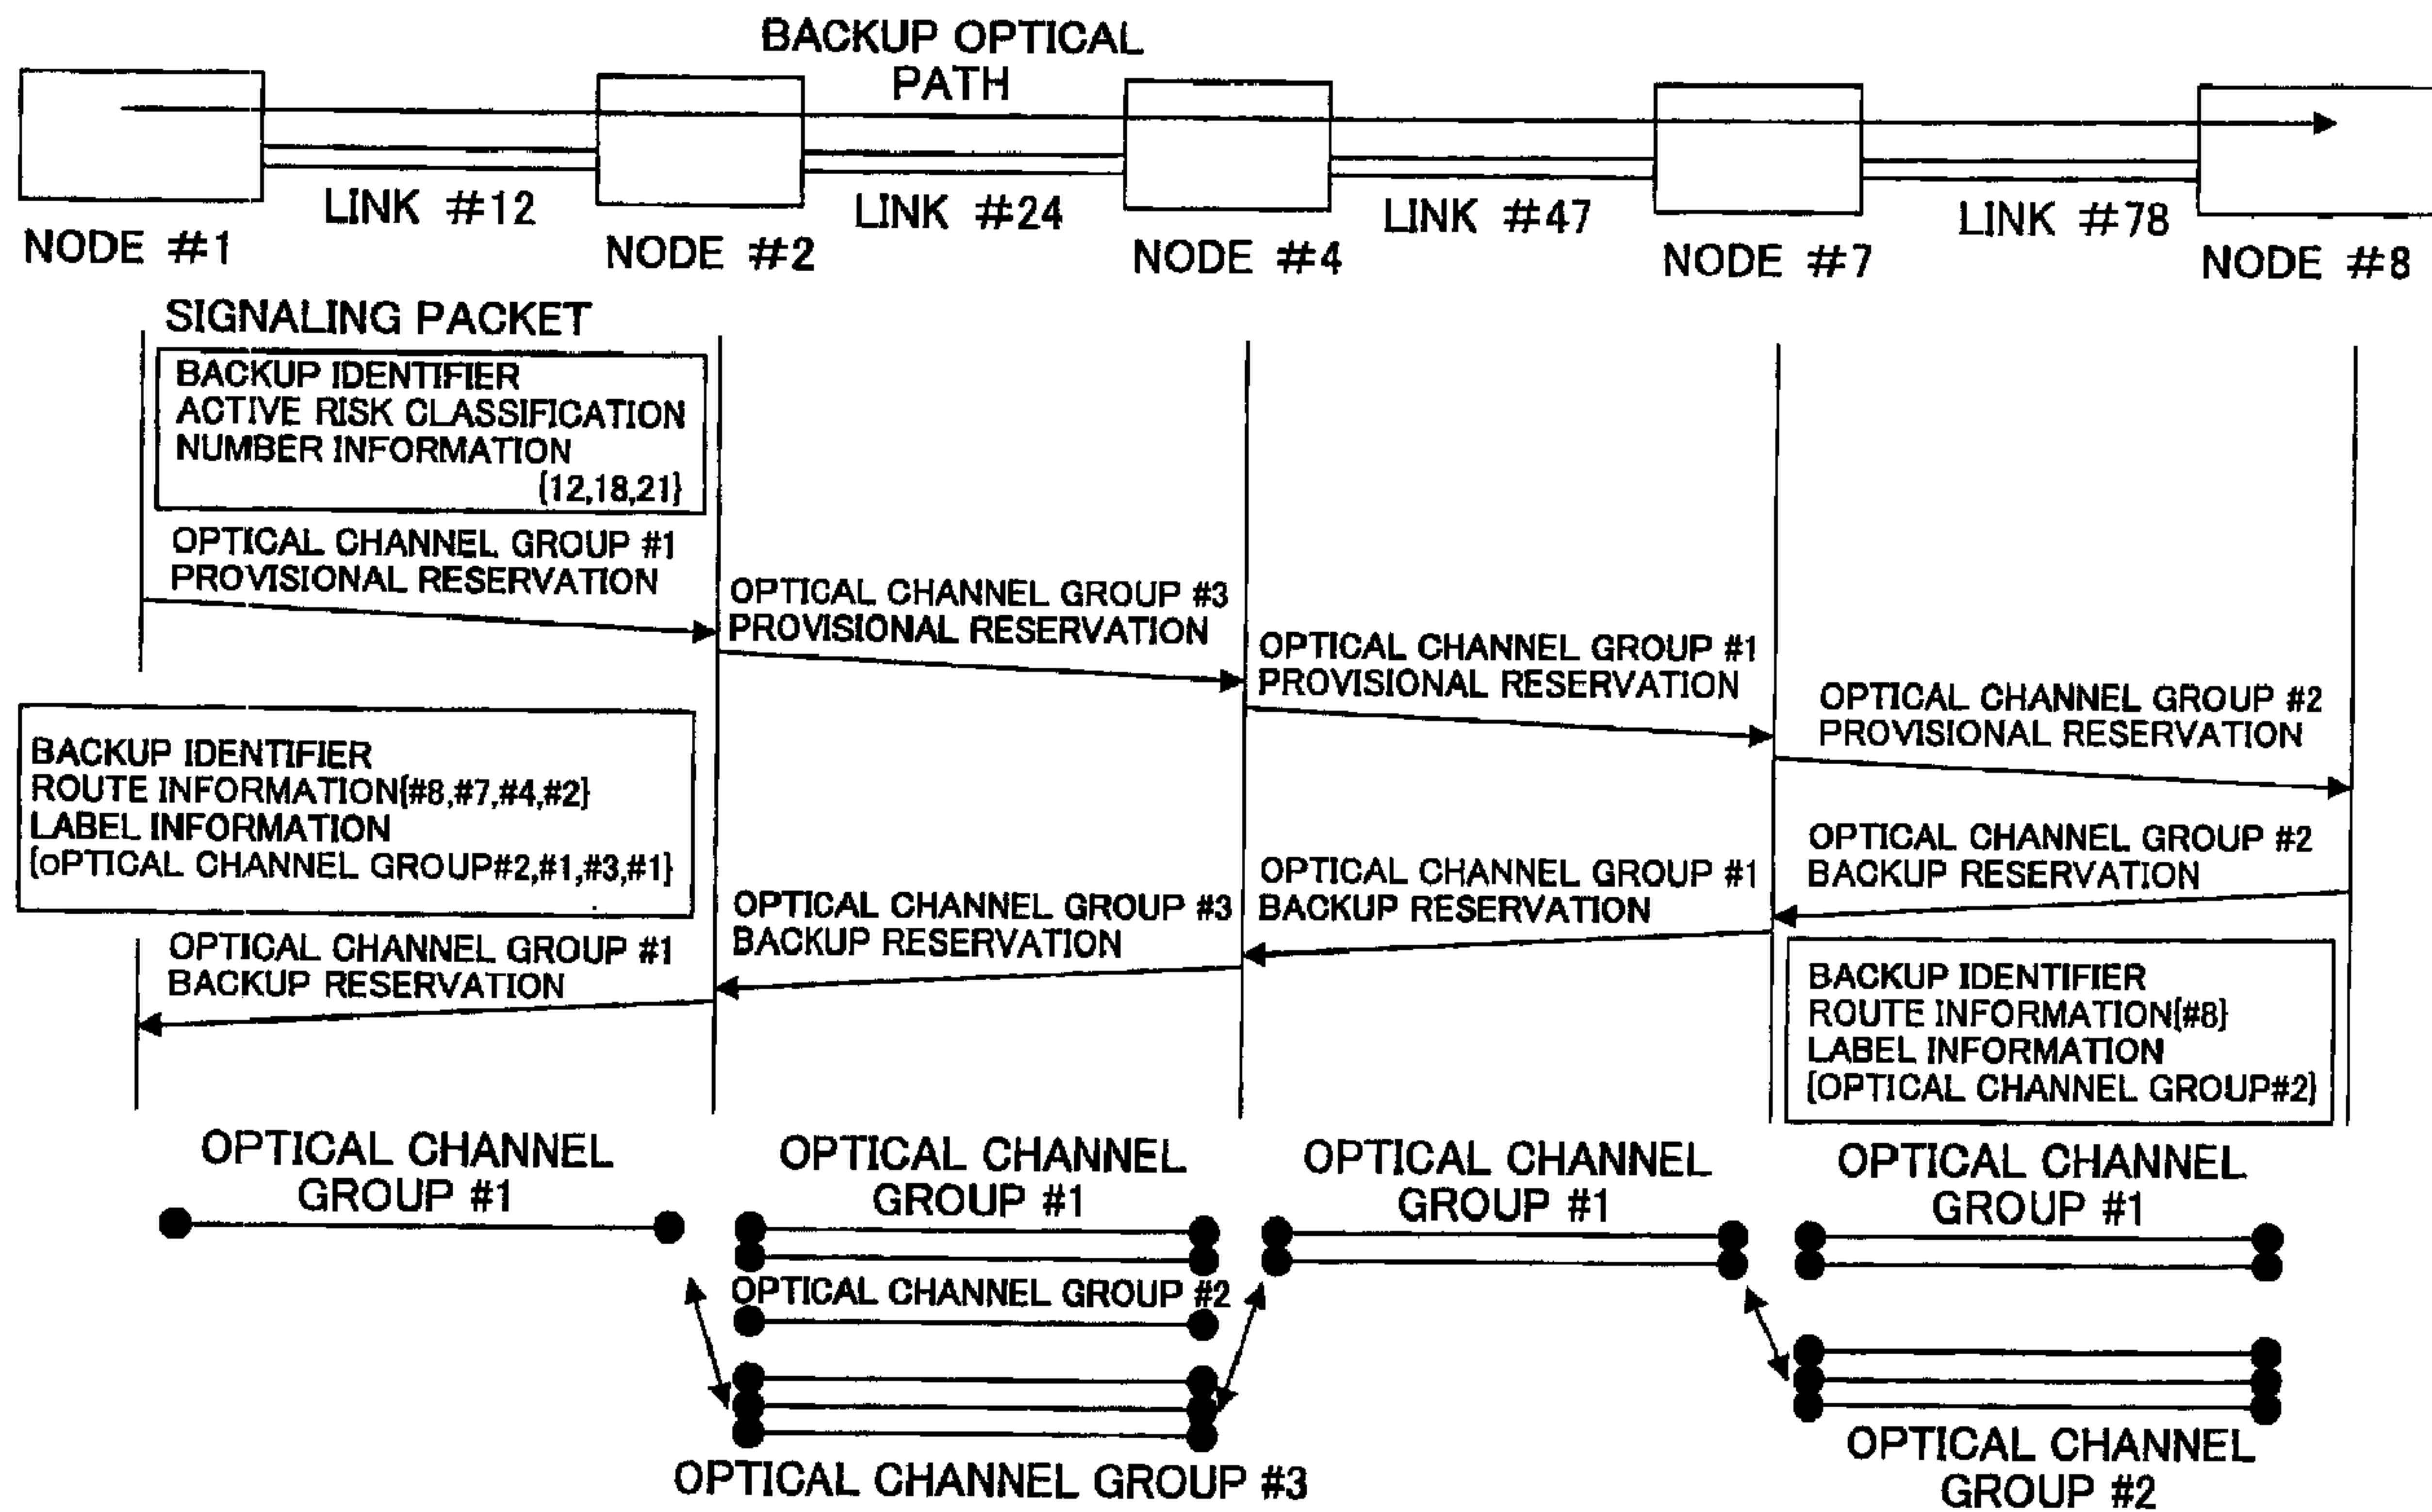 BACKUP OPTICAL
PATH
LINK #12
LINK #24
LINK #47
LINK #78
NODE #1
NODE #2
NODE #4
NODE #7
NODE #8
SIGNALING PACKET
BACKUP IDENTIFIER
ACTIVE RISK CLASSIFICATION
NUMBER INFORMATION
{12,18,21}
OPTICAL CHANNEL GROUP #1
PROVISIONAL RESERVATION
OPTICAL CHANNEL GROUP #3
PROVISIONAL RESERVATION
OPTICAL CHANNEL GROUP #1
PROVISIONAL RESERVATION
OPTICAL CHANNEL GROUP #2
PROVISIONAL RESERVATION
BACKUP IDENTIFIER
ROUTE INFORMATION{#8,#7,#4,#2}
LABEL INFORMATION
{oPTICAL CHANNEL GROUP#2,#1,#3,#1}
OPTICAL CHANNEL GROUP #2
BACKUP RESERVATION
OPTICAL CHANNEL GROUP #1
BACKUP RESERVATION
OPTICAL CHANNEL GROUP #3
BACKUP RESERVATION
OPTICAL CHANNEL GROUP #1
BACKUP RESERVATION
BACKUP IDENTIFIER
ROUTE INFORMATION{#8}
LABEL INFORMATION
{OPTICAL CHANNEL GROUP#2}
OPTICAL CHANNEL
GROUP #1
OPTICAL CHANNEL
GROUP #1
OPTICAL CHANNEL
GROUP #1
OPTICAL CHANNEL
GROUP #1
OPTICAL CHANNEL GROUP #2
OPTICAL CHANNEL GROUP #3
OPTICAL CHANNEL
GROUP #2